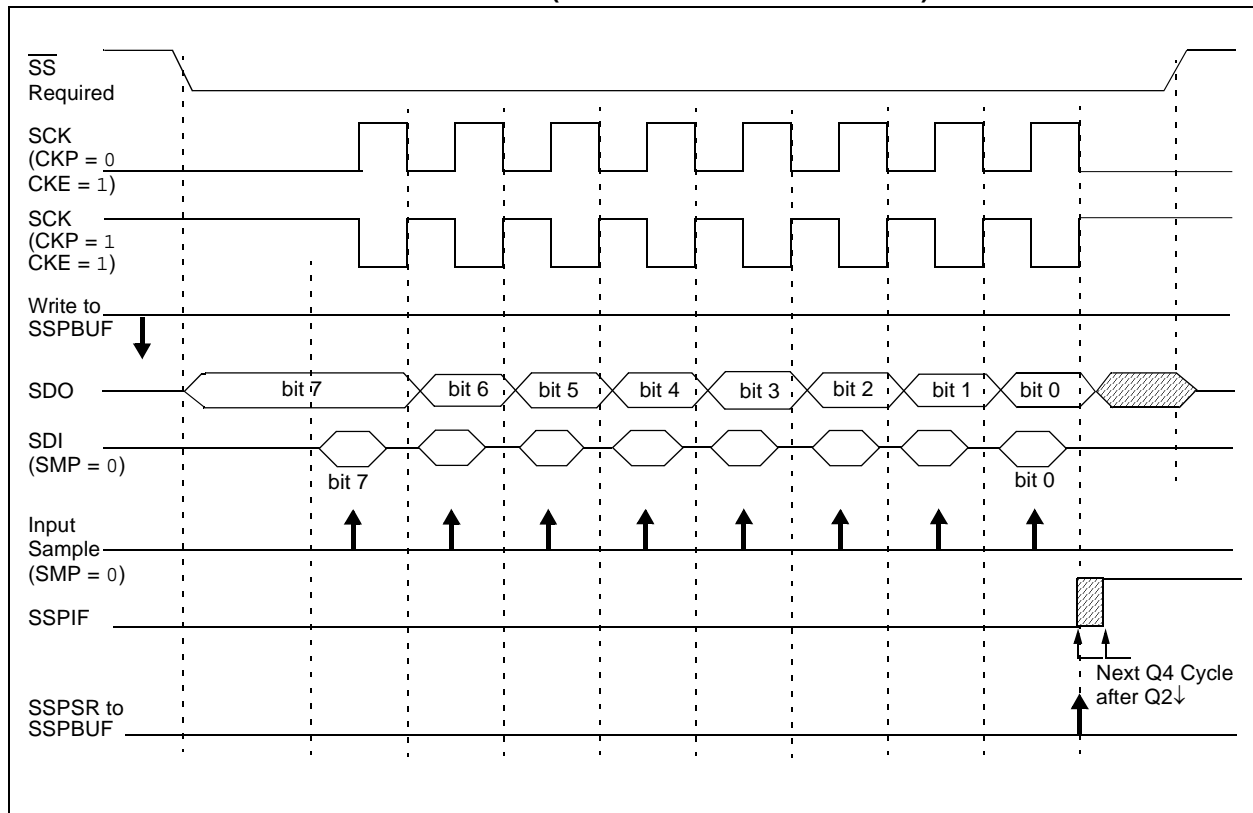 SS
Required
SCK
(CKP = 0
CKE = 1)
SCK
(CKP = 1
CKE = 1)
Write to
SSPBUF
SDO
bit 7
bit 6
bit 5
bit 4
bit 3
bit 2
bit 1
bit 0
SDI
(SMP = 0)
bit 7
bit 0
Input
Sample
(SMP = 0)
SSPIF
Next Q4 Cycle
after Q2↓
SSPSR to
SSPBUF